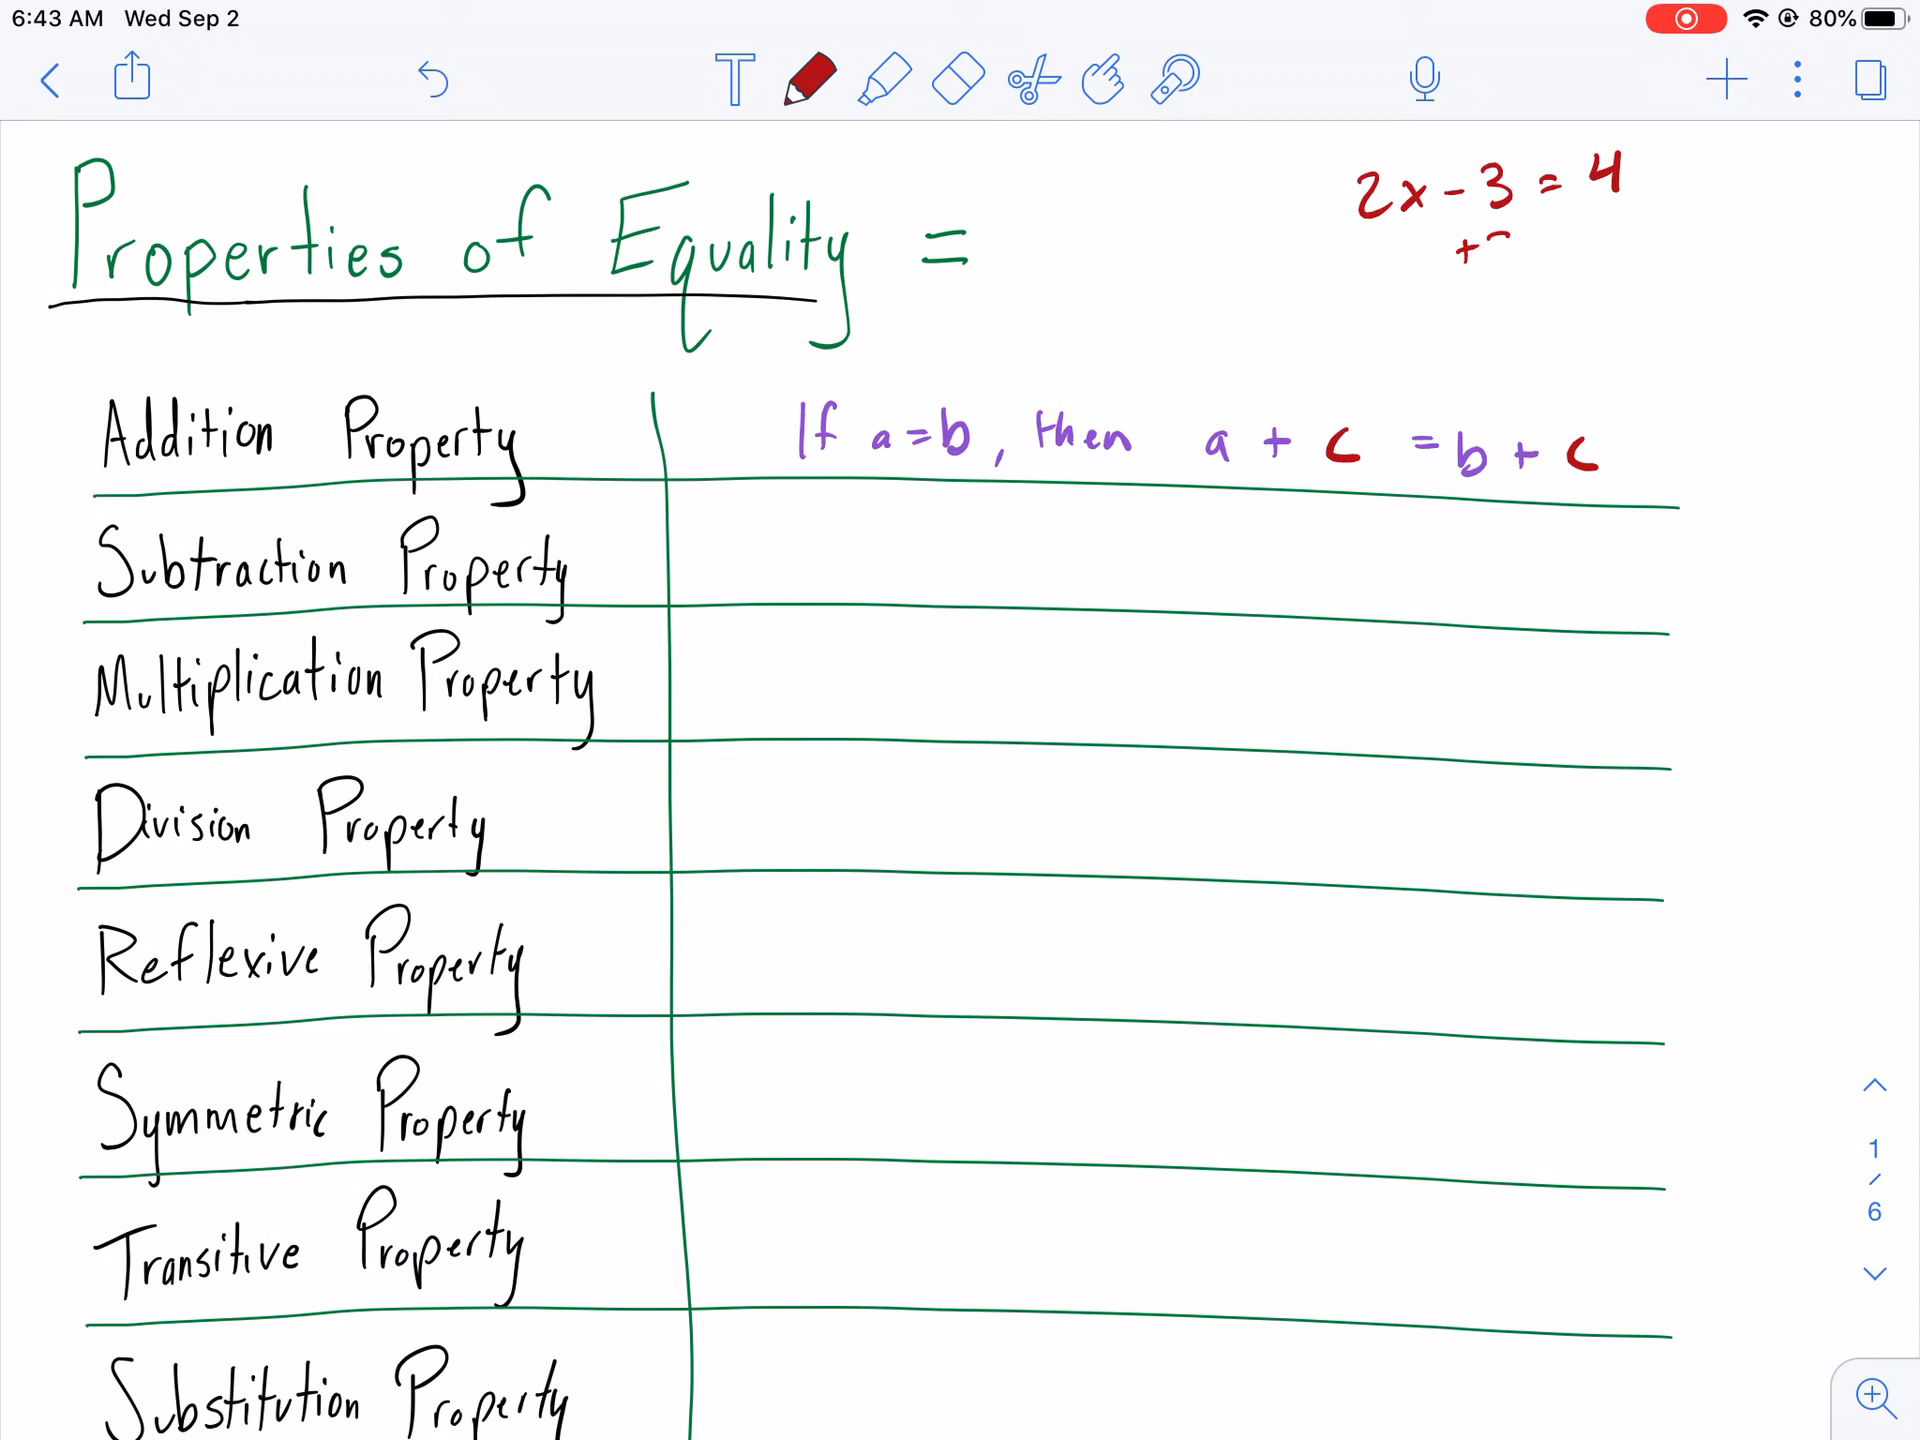 6:43 AM Wed Sep 2 80%
2x - 3 = 4
+
Properties of Equality =
Addition Property If a = b, then a + c = b + c
Subtraction Property
Multiplication Property
Division Property
Reflexive Property
Symmetric Property
Transitive Property
Substitution Property
1
/
6